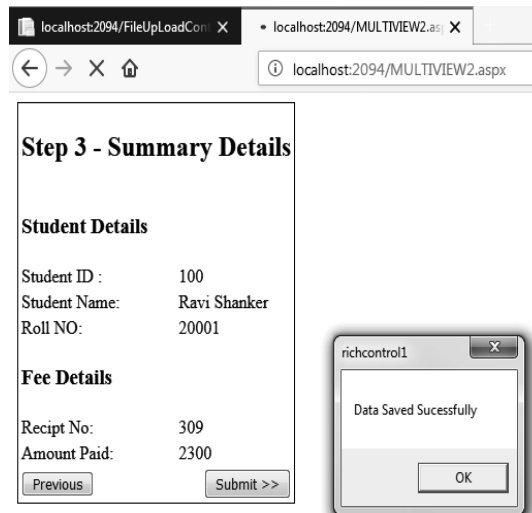 localhost:2094/FileUpLoadCont
localhost:2094/MULTIVIEW2.as
localhost:2094/MULTIVIEW2.aspx
Step 3 - Summary Details
Student Details
Student ID : 100
Student Name: Ravi Shanker
Roll NO: 20001
Fee Details
Recipt No: 309
Amount Paid: 2300
Previous Submit >>
richcontrol1
Data Saved Sucessfully
OK